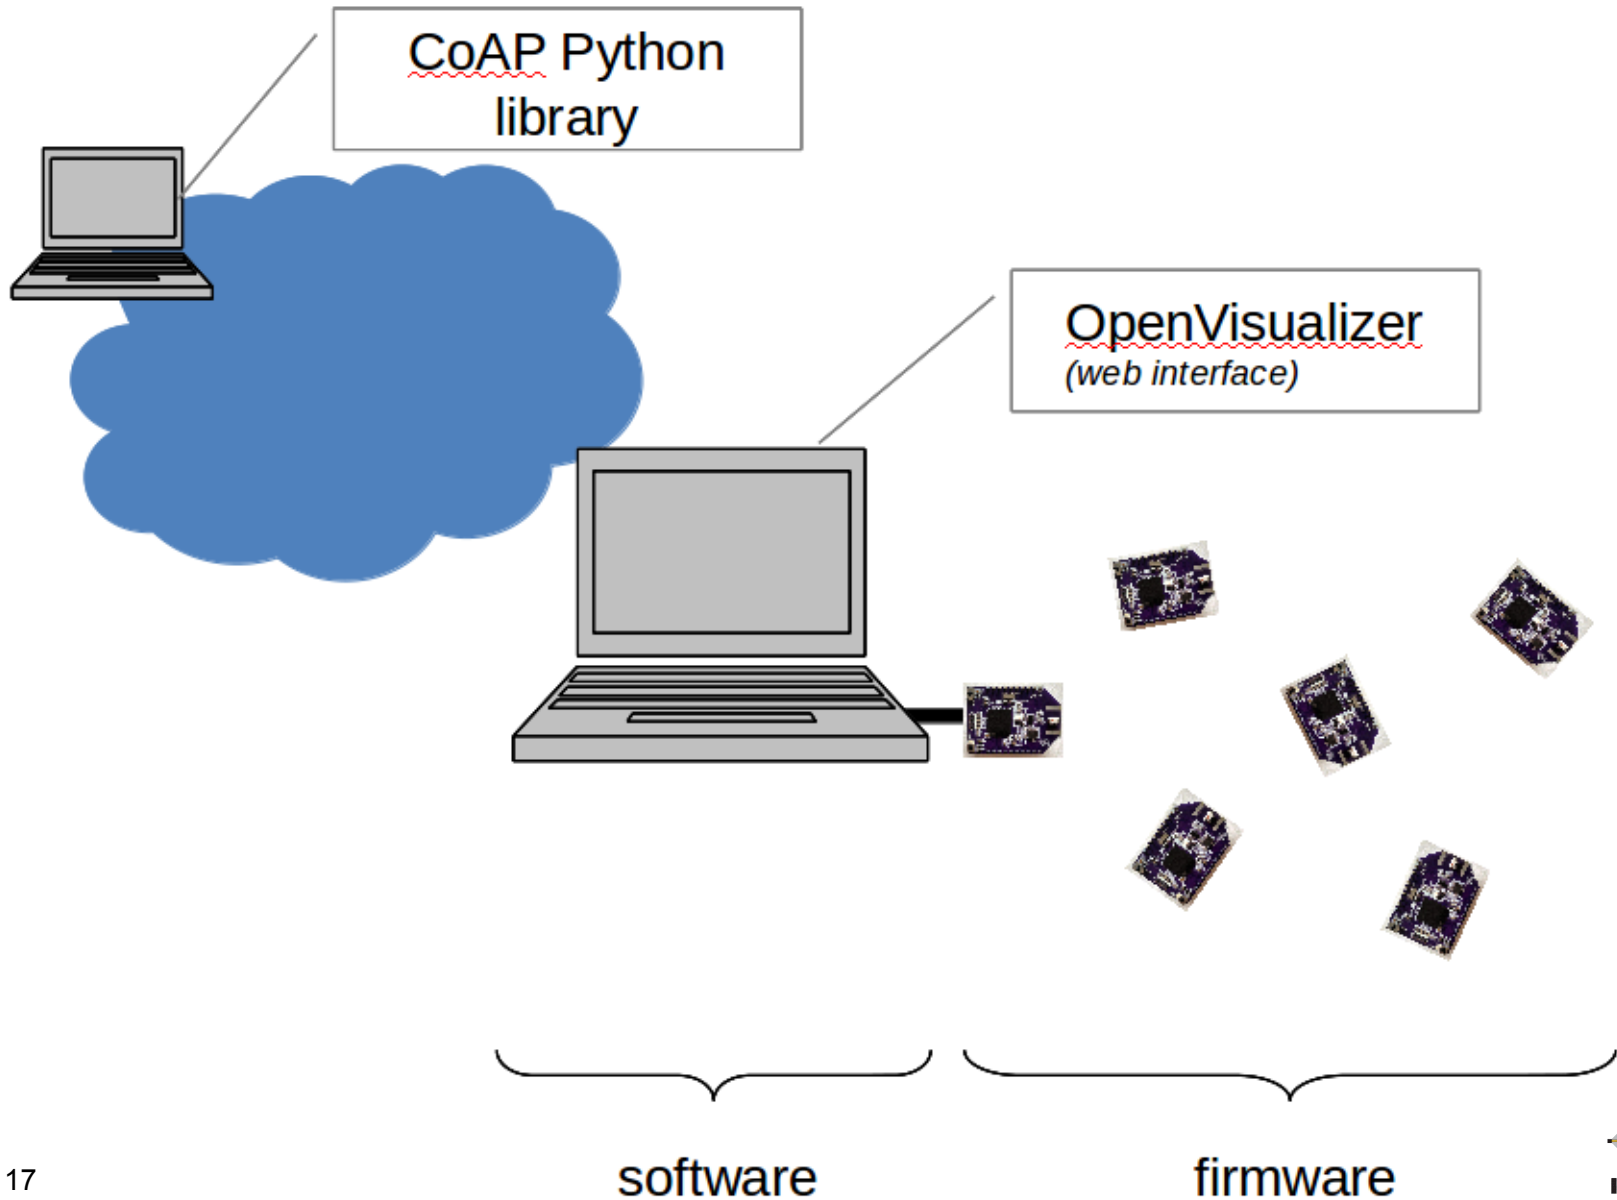 CoAP Python
library
OpenVisualizer
(web interface)
software
firmware
17